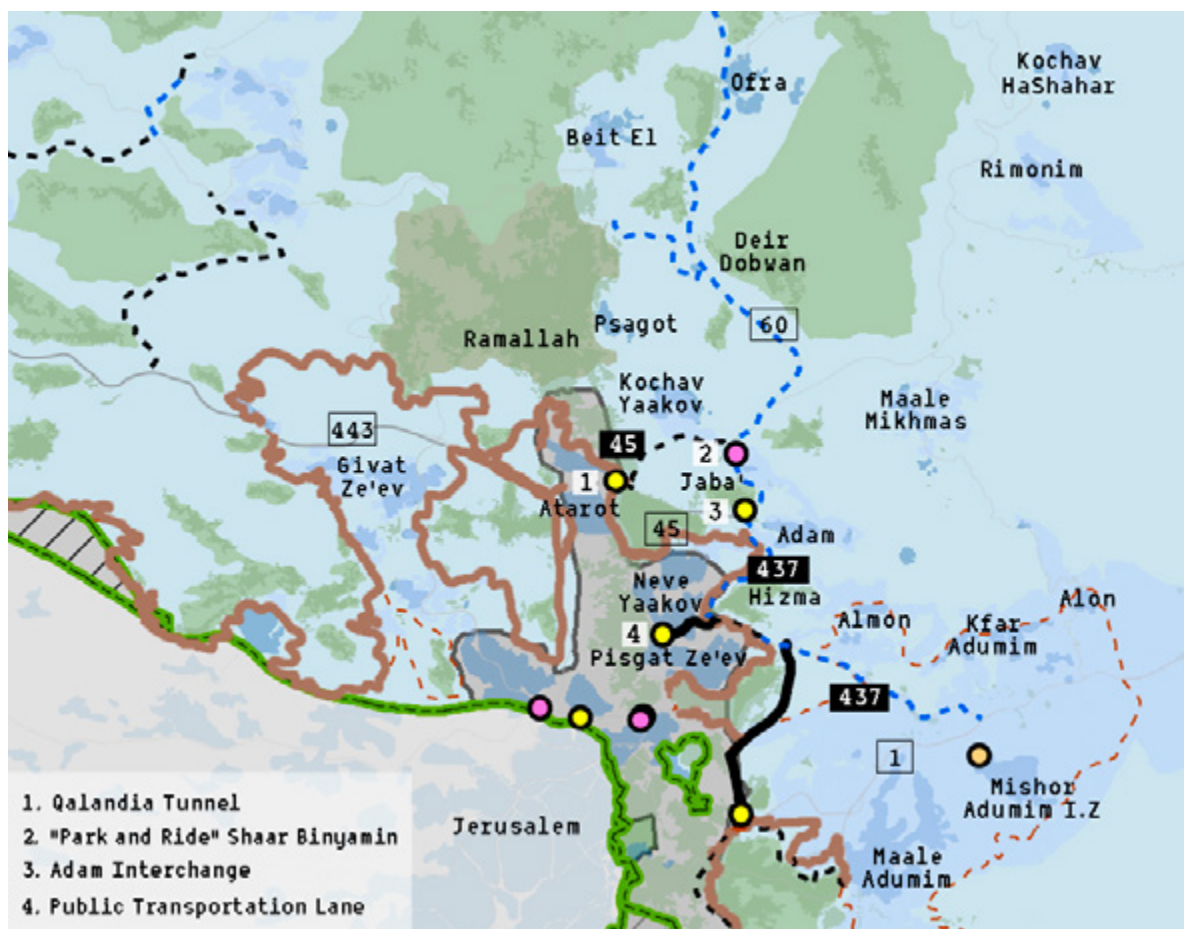 Ofra
Kochav
HaShahar
Beit El
Rimonim
Deir
Dobwan
60
Psagot
Ramallah
Kochav
Yaakov
Maale
Mikhmas
443
45
2
Givat
Ze'ev
1
Jaba'
Atarot
3
45
Adam
437
Neve
Yaakov
Hizma
Alon
Almon
Kfar
Adumim
4
Pisgat Ze'ev
437
1
Mishor
Adumim I.Z
Jerusalem
Maale
Adumim
1. Qalandia Tunnel
2. "Park and Ride" Shaar Binyamin
3. Adam Interchange
4. Public Transportation Lane